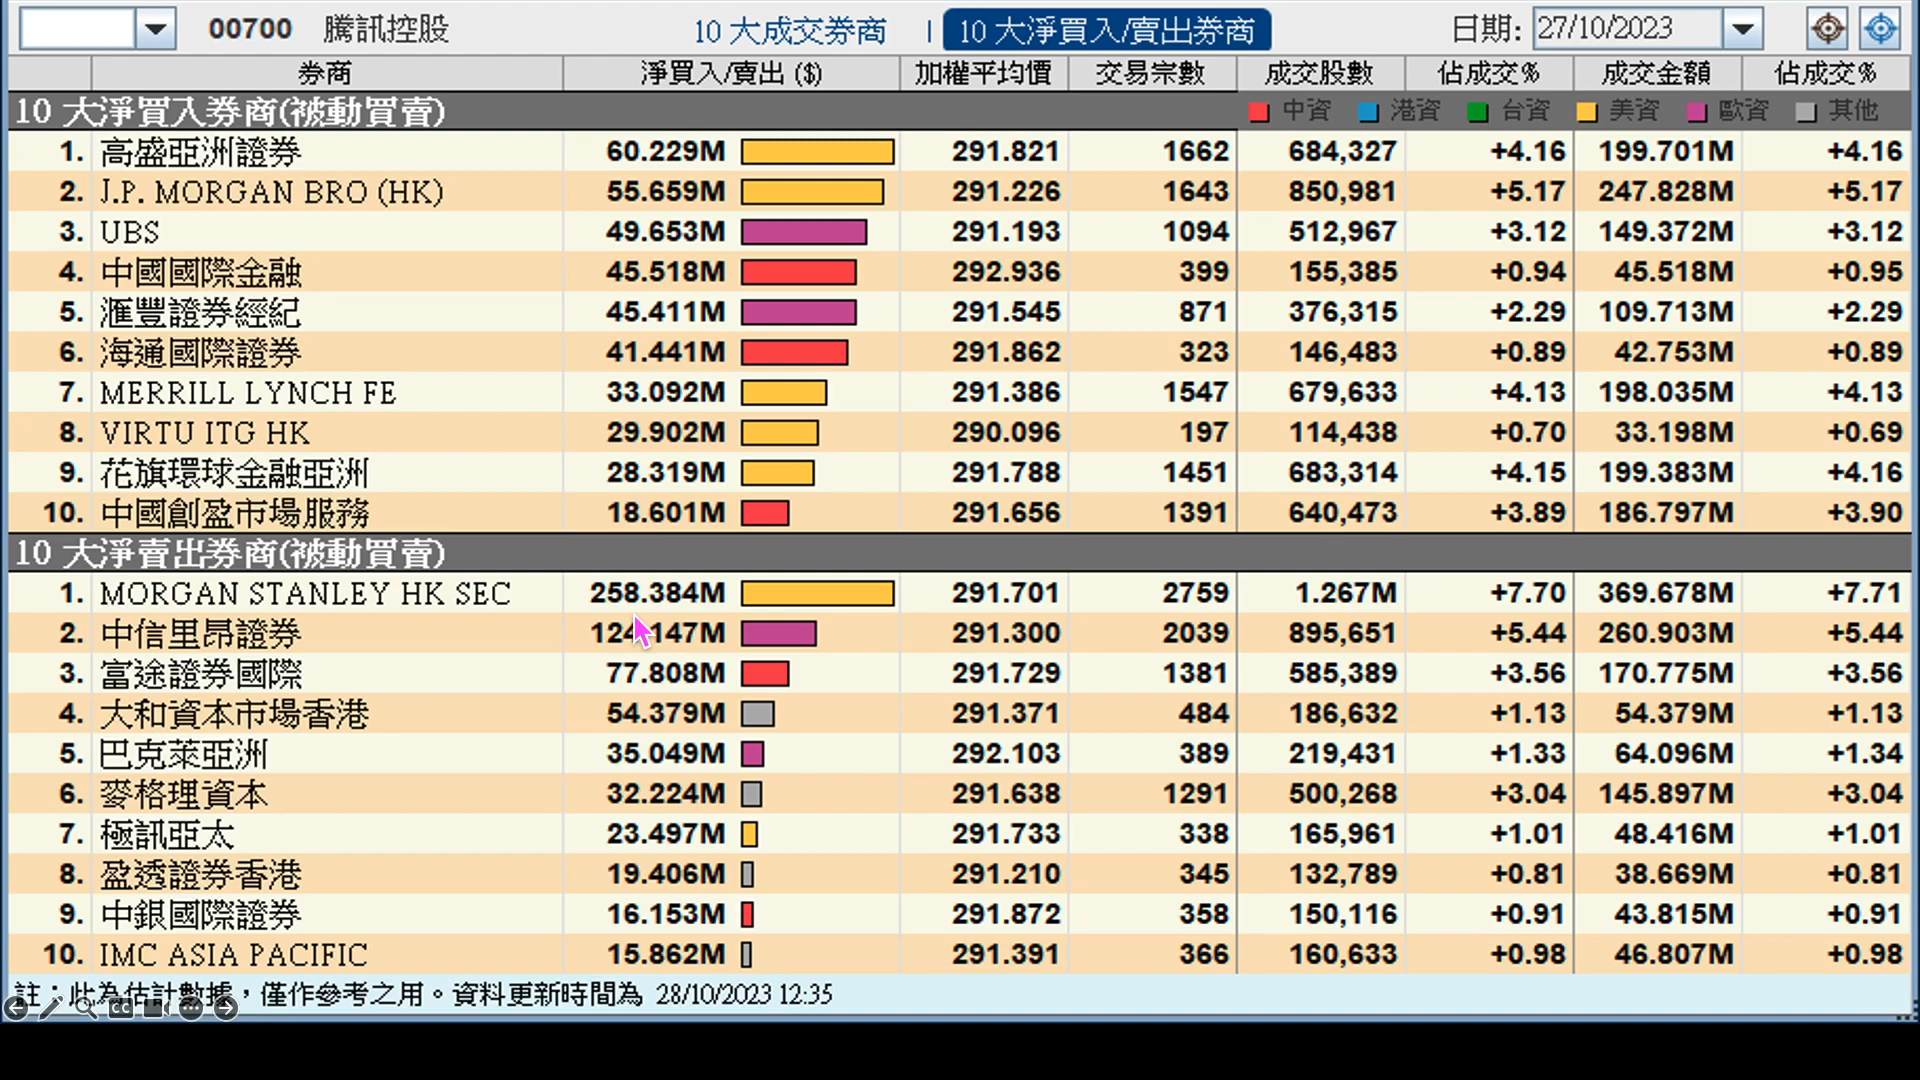 00700 騰訊控股 10 大成交券商 | 10 大淨買入/賣出券商 日期: 27/10/2023
券商 淨買入/賣出 ($) 加權平均價 交易宗數 成交股數 佔成交% 成交金額 佔成交%
10 大淨買入券商(被動買賣) 中資 港資 台資 美資 歐資 其他
1. 高盛亞洲證券 60.229M 291.821 1662 684,327 +4.16 199.701M +4.16
2. J.P. MORGAN BRO (HK) 55.659M 291.226 1643 850,981 +5.17 247.828M +5.17
3. UBS 49.653M 291.193 1094 512,967 +3.12 149.372M +3.12
4. 中國國際金融 45.518M 292.936 399 155,385 +0.94 45.518M +0.95
5. 滙豐證券經紀 45.411M 291.545 871 376,315 +2.29 109.713M +2.29
6. 海通國際證券 41.441M 291.862 323 146,483 +0.89 42.753M +0.89
7. MERRILL LYNCH FE 33.092M 291.386 1547 679,633 +4.13 198.035M +4.13
8. VIRTU ITG HK 29.902M 290.096 197 114,438 +0.70 33.198M +0.69
9. 花旗環球金融亞洲 28.319M 291.788 1451 683,314 +4.15 199.383M +4.16
10. 中國創盈市場服務 18.601M 291.656 1391 640,473 +3.89 186.797M +3.90
10 大淨賣出券商(被動買賣)
1. MORGAN STANLEY HK SEC 258.384M 291.701 2759 1.267M +7.70 369.678M +7.71
2. 中信里昂證券 124.147M 291.300 2039 895,651 +5.44 260.903M +5.44
3. 富途證券國際 77.808M 291.729 1381 585,389 +3.56 170.775M +3.56
4. 大和資本市場香港 54.379M 291.371 484 186,632 +1.13 54.379M +1.13
5. 巴克萊亞洲 35.049M 292.103 389 219,431 +1.33 64.096M +1.34
6. 麥格理資本 32.224M 291.638 1291 500,268 +3.04 145.897M +3.04
7. 極訊亞太 23.497M 291.733 338 165,961 +1.01 48.416M +1.01
8. 盈透證券香港 19.406M 291.210 345 132,789 +0.81 38.669M +0.81
9. 中銀國際證券 16.153M 291.872 358 150,116 +0.91 43.815M +0.91
10. IMC ASIA PACIFIC 15.862M 291.391 366 160,633 +0.98 46.807M +0.98
註：此為估計數據，僅作參考之用。資料更新時間為 28/10/2023 12:35